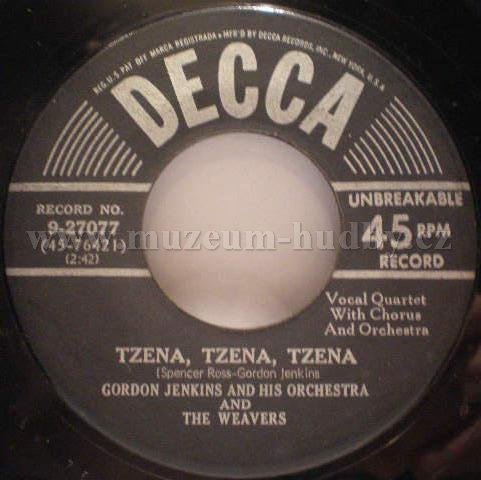 REG. U.S. PAT. OFF. MARCA REGISTRADA • MF'D BY DECCA RECORDS, INC., NEW YORK, U.S.A.
DECCA
RECORD NO.
9-27077
(45-76421)
(2:42)
UNBREAKABLE
45 RPM
RECORD
www.muzeum-hudby.cz
Vocal Quartet
With Chorus
And Orchestra
TZENA, TZENA, TZENA
(Spencer Ross-Gordon Jenkins
GORDON JENKINS AND HIS ORCHESTRA
AND
THE WEAVERS